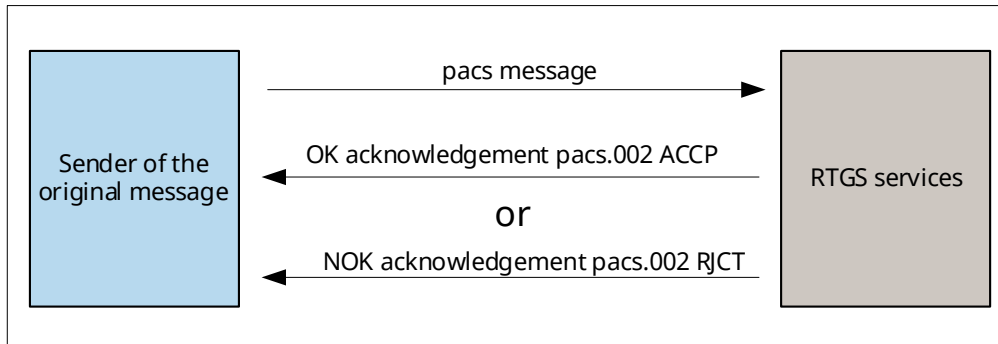 pacs message
Sender of the
original message
OK acknowledgement pacs.002 ACCP
or
NOK acknowledgement pacs.002 RJCT
RTGS services